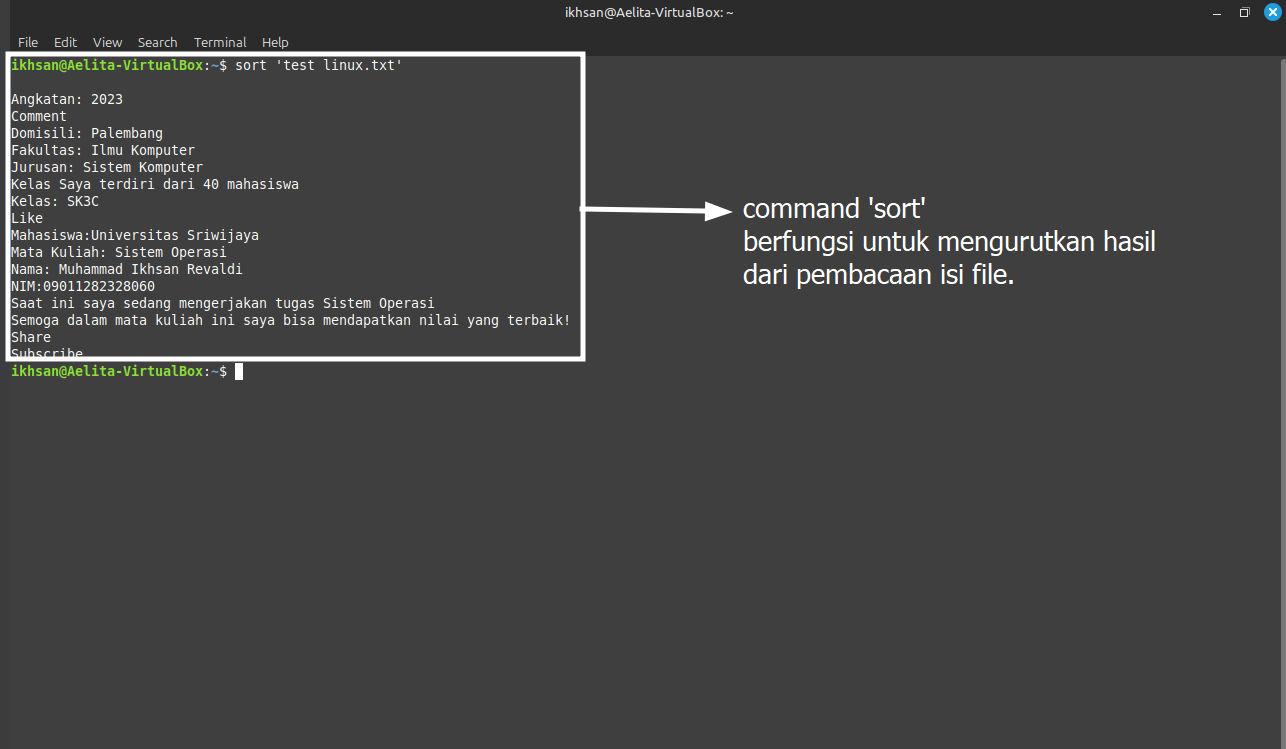 ikhsan@Aelita-VirtualBox: ~
File Edit View Search Terminal Help
ikhsan@Aelita-VirtualBox:~$ sort 'test linux.txt'
Angkatan: 2023
Comment
Domisili: Palembang
Fakultas: Ilmu Komputer
Jurusan: Sistem Komputer
Kelas Saya terdiri dari 40 mahasiswa
Kelas: SK3C
Like
Mahasiswa:Universitas Sriwijaya
Mata Kuliah: Sistem Operasi
Nama: Muhammad Ikhsan Revaldi
NIM:09011282328060
Saat ini saya sedang mengerjakan tugas Sistem Operasi
Semoga dalam mata kuliah ini saya bisa mendapatkan nilai yang terbaik!
Share
Subscribe
ikhsan@Aelita-VirtualBox:~$
command 'sort'
berfungsi untuk mengurutkan hasil
dari pembacaan isi file.